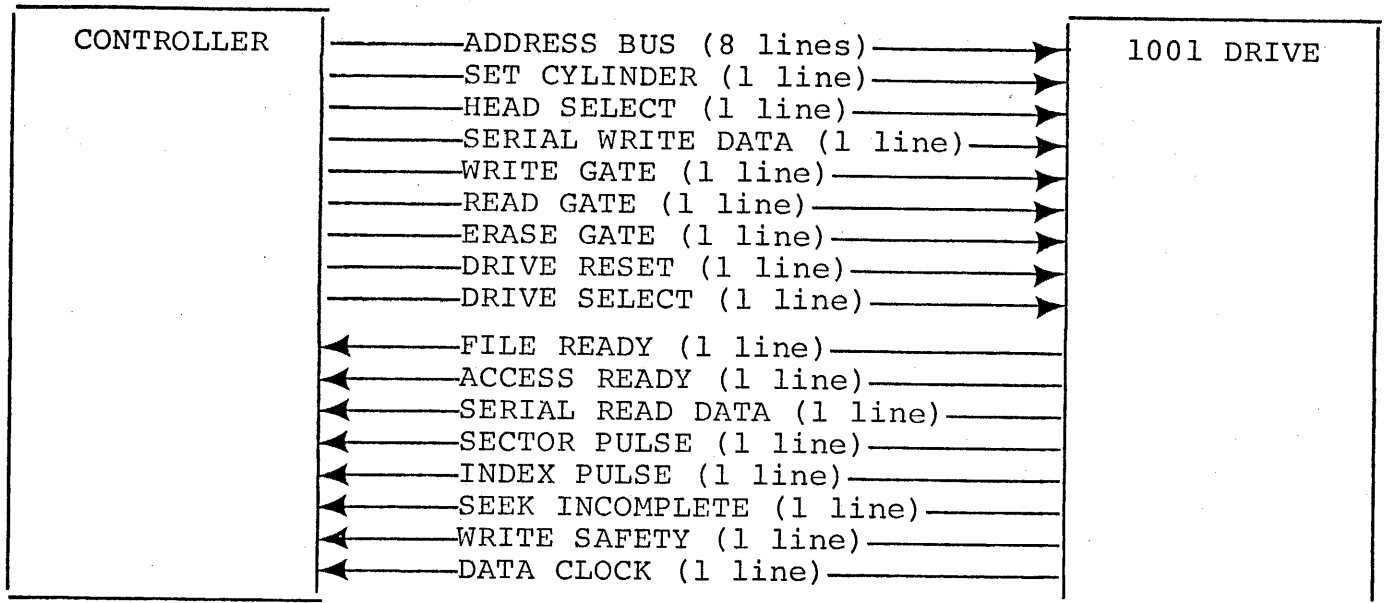 CONTROLLER
1001 DRIVE
ADDRESS BUS (8 lines)
SET CYLINDER (1 line)
HEAD SELECT (1 line)
SERIAL WRITE DATA (1 line)
WRITE GATE (1 line)
READ GATE (1 line)
ERASE GATE (1 line)
DRIVE RESET (1 line)
DRIVE SELECT (1 line)
FILE READY (1 line)
ACCESS READY (1 line)
SERIAL READ DATA (1 line)
SECTOR PULSE (1 line)
INDEX PULSE (1 line)
SEEK INCOMPLETE (1 line)
WRITE SAFETY (1 line)
DATA CLOCK (1 line)